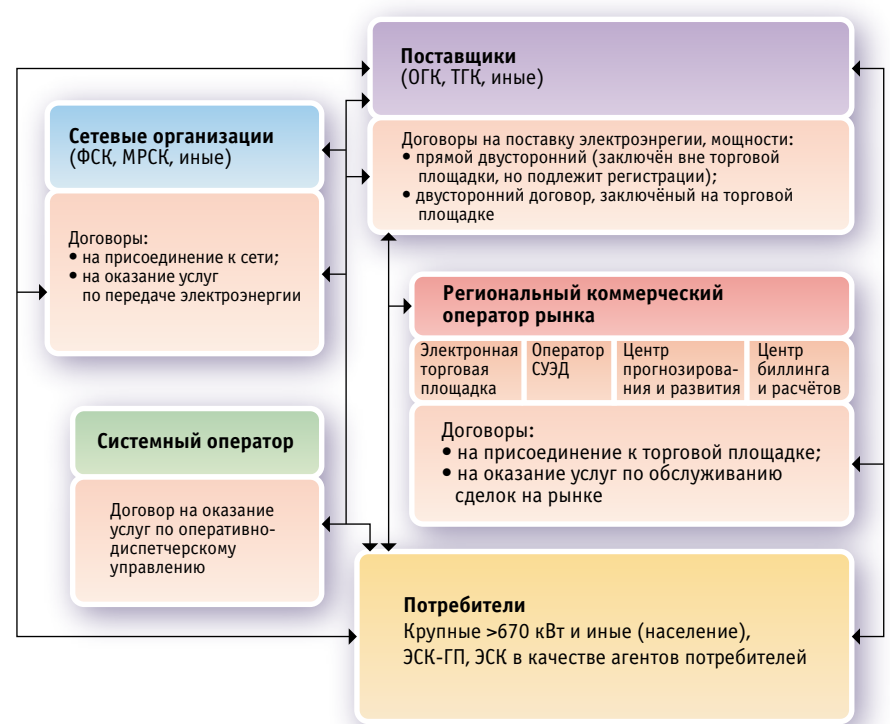 Поставщики
(ОГК, ТГК, иные)
Договоры на поставку электроэнрегии, мощности:
• прямой двусторонний (заключён вне торговой
площадки, но подлежит регистрации);
• двусторонний договор, заключёный на торговой
площадке
Сетевые организации
(ФСК, МРСК, иные)
Договоры:
• на присоединение к сети;
• на оказание услуг
по передаче электроэнергии
Региональный коммерческий
оператор рынка
Электронная
торговая
площадка
Оператор
СУЭД
Центр
прогнозирова-
ния и развития
Центр
биллинга
и расчётов
Договоры:
• на присоединение к торговой площадке;
• на оказание услуг по обслуживанию
сделок на рынке
Системный оператор
Договор на оказание
услуг по оперативно-
диспетчерскому
управлению
Потребители
Крупные >670 кВт и иные (население),
ЭСК-ГП, ЭСК в качестве агентов потребителей